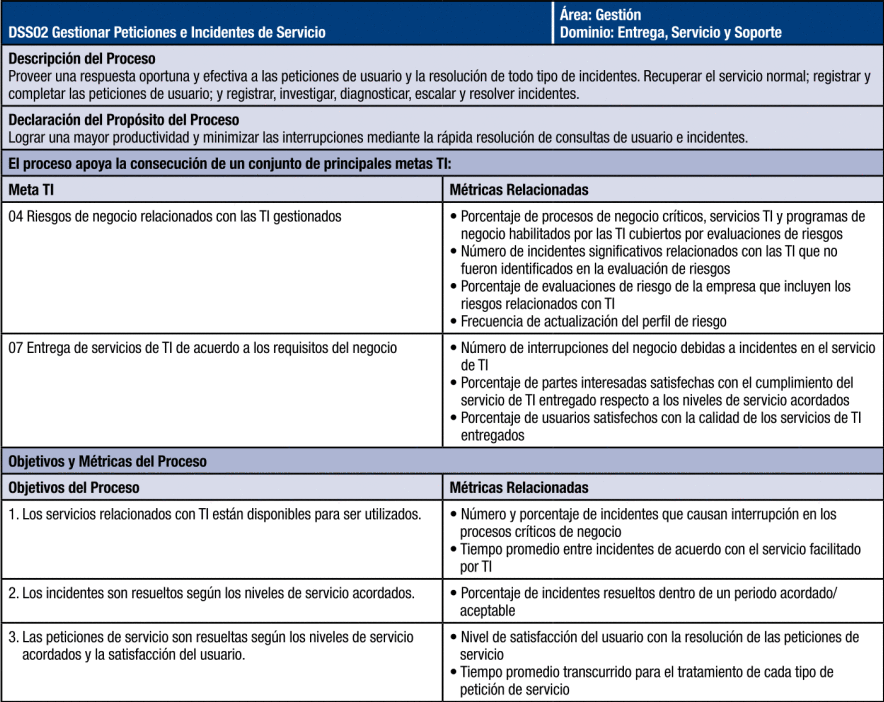 DSS02 Gestionar Peticiones e Incidentes de Servicio
Área: Gestión
Dominio: Entrega, Servicio y Soporte
Descripción del Proceso
Proveer una respuesta oportuna y efectiva a las peticiones de usuario y la resolución de todo tipo de incidentes. Recuperar el servicio normal; registrar y
completar las peticiones de usuario; y registrar, investigar, diagnosticar, escalar y resolver incidentes.
Declaración del Propósito del Proceso
Lograr una mayor productividad y minimizar las interrupciones mediante la rápida resolución de consultas de usuario e incidentes.
El proceso apoya la consecución de un conjunto de principales metas TI:
Meta TI
Métricas Relacionadas
04 Riesgos de negocio relacionados con las TI gestionados
• Porcentaje de procesos de negocio críticos, servicios TI y programas de
negocio habilitados por las TI cubiertos por evaluaciones de riesgos
• Número de incidentes significativos relacionados con las TI que no
fueron identificados en la evaluación de riesgos
• Porcentaje de evaluaciones de riesgo de la empresa que incluyen los
riesgos relacionados con TI
• Frecuencia de actualización del perfil de riesgo
07 Entrega de servicios de TI de acuerdo a los requisitos del negocio
• Número de interrupciones del negocio debidas a incidentes en el servicio
de TI
• Porcentaje de partes interesadas satisfechas con el cumplimiento del
servicio de TI entregado respecto a los niveles de servicio acordados
• Porcentaje de usuarios satisfechos con la calidad de los servicios de TI
entregados
Objetivos y Métricas del Proceso
Objetivos del Proceso
Métricas Relacionadas
1. Los servicios relacionados con TI están disponibles para ser utilizados.
• Número y porcentaje de incidentes que causan interrupción en los
procesos críticos de negocio
• Tiempo promedio entre incidentes de acuerdo con el servicio facilitado
por TI
2. Los incidentes son resueltos según los niveles de servicio acordados.
• Porcentaje de incidentes resueltos dentro de un periodo acordado/
aceptable
3. Las peticiones de servicio son resueltas según los niveles de servicio
acordados y la satisfacción del usuario.
• Nivel de satisfacción del usuario con la resolución de las peticiones de
servicio
• Tiempo promedio transcurrido para el tratamiento de cada tipo de
petición de servicio